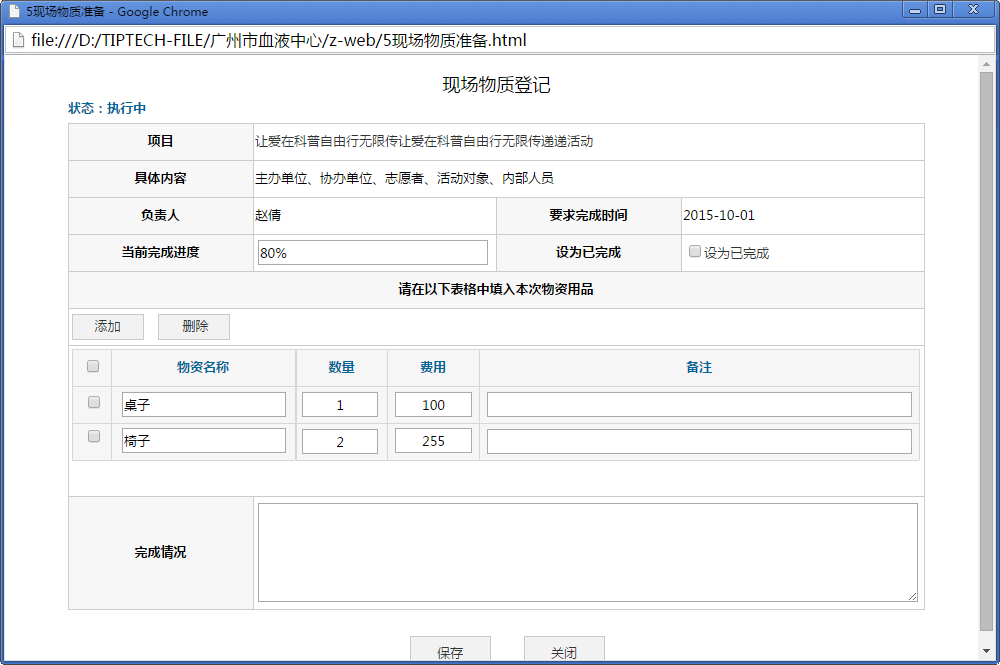 5现场物质准备 - Google Chrome
file:///D:/TIPTECH-FILE/广州市血液中心/z-web/5现场物质准备.html
现场物质登记
状态：执行中
项目 让爱在科普自由行无限传让爱在科普自由行无限传递递活动
具体内容 主办单位、协办单位、志愿者、活动对象、内部人员
负责人 赵倩 要求完成时间 2015-10-01
当前完成进度 80% 设为已完成 设为已完成
请在以下表格中填入本次物资用品
添加 删除
物资名称 数量 费用 备注
桌子 1 100
椅子 2 255
完成情况
保存 关闭